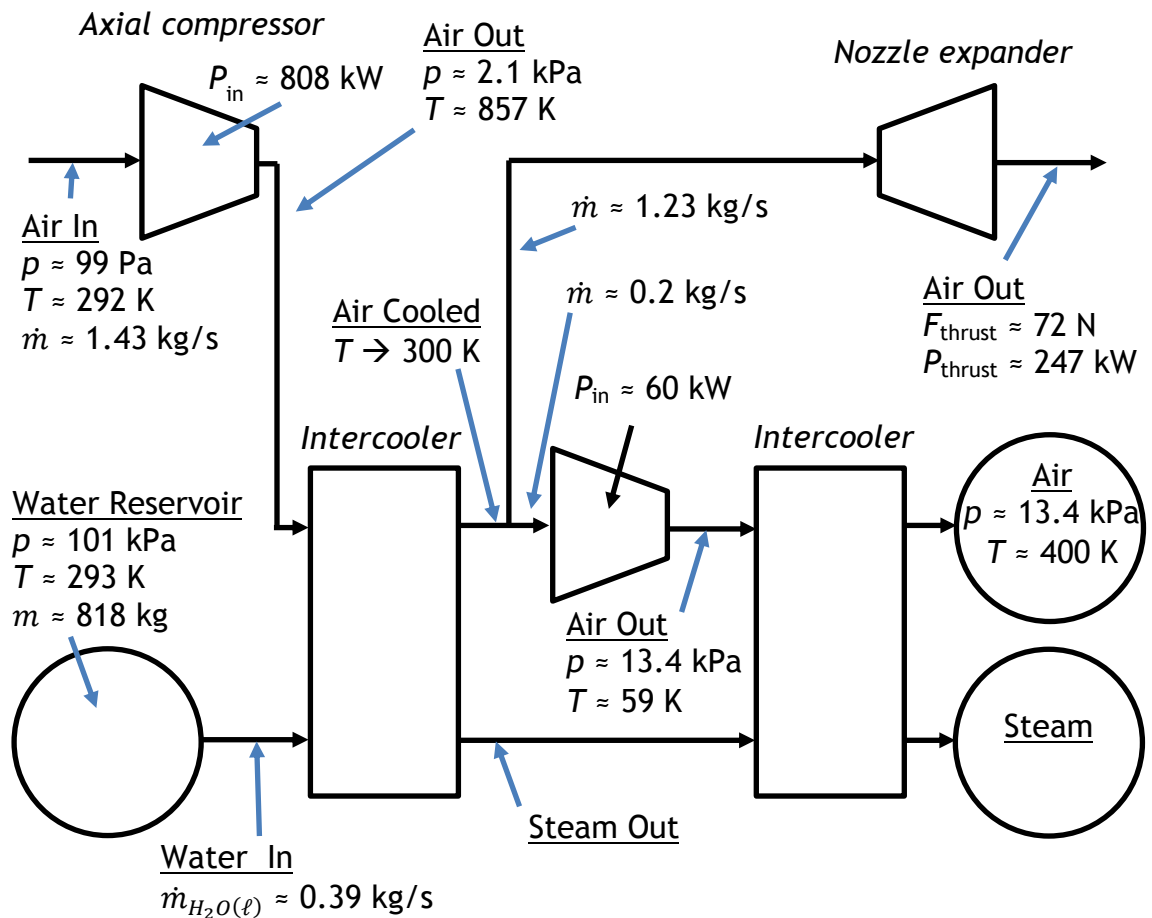 Axial compressor
P_in ≈ 808 kW
Air Out
p ≈ 2.1 kPa
T ≈ 857 K
Nozzle expander
Air In
p ≈ 99 Pa
T ≈ 292 K
ṁ ≈ 1.43 kg/s
ṁ ≈ 1.23 kg/s
ṁ ≈ 0.2 kg/s
Air Cooled
T → 300 K
Air Out
F_thrust ≈ 72 N
P_thrust ≈ 247 kW
P_in ≈ 60 kW
Intercooler
Intercooler
Water Reservoir
p ≈ 101 kPa
T ≈ 293 K
m ≈ 818 kg
Air
p ≈ 13.4 kPa
T ≈ 400 K
Air Out
p ≈ 13.4 kPa
T ≈ 59 K
Steam
Steam Out
Water In
ṁ_H₂O(ℓ) ≈ 0.39 kg/s